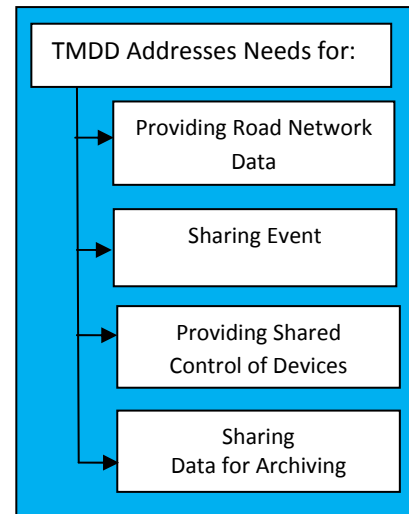 TMDD Addresses Needs for:
Providing Road Network
Data
Sharing Event
Providing Shared
Control of Devices
Sharing
Data for Archiving